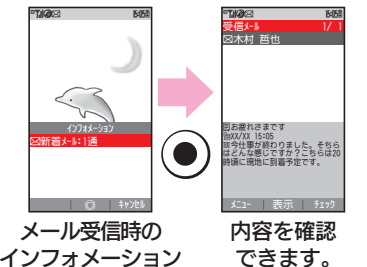 15:05
インフォメーション
新着メール:1通
キャンセル
メール受信時の
インフォメーション
15:05
受信メール 1/ 1
木村 哲也
お疲れさまです
XX/XX 15:05
今仕事が終わりました。そちら
はどんな感じですか?こちらは20
時頃に現地に到着予定です。
メニュー 表示 チェック
内容を確認
できます。